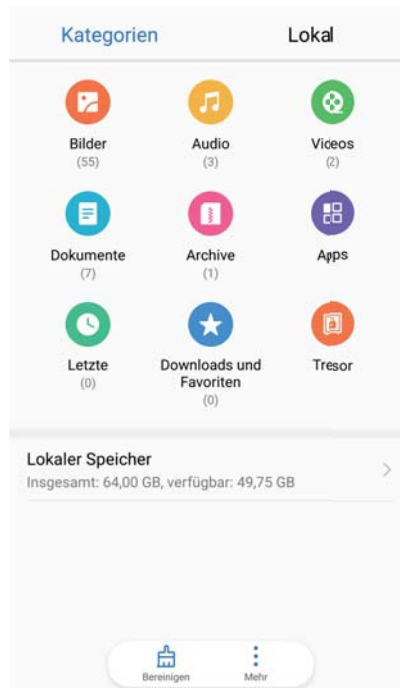 Kategorien Lokal
Bilder Audio Videos
(55) (3) (2)
Dokumente Archive Apps
(7) (1)
Letzte Downloads und Tresor
(0) Favoriten
(0)
Lokaler Speicher
Insgesamt: 64,00 GB, verfügbar: 49,75 GB
Bereinigen Mehr